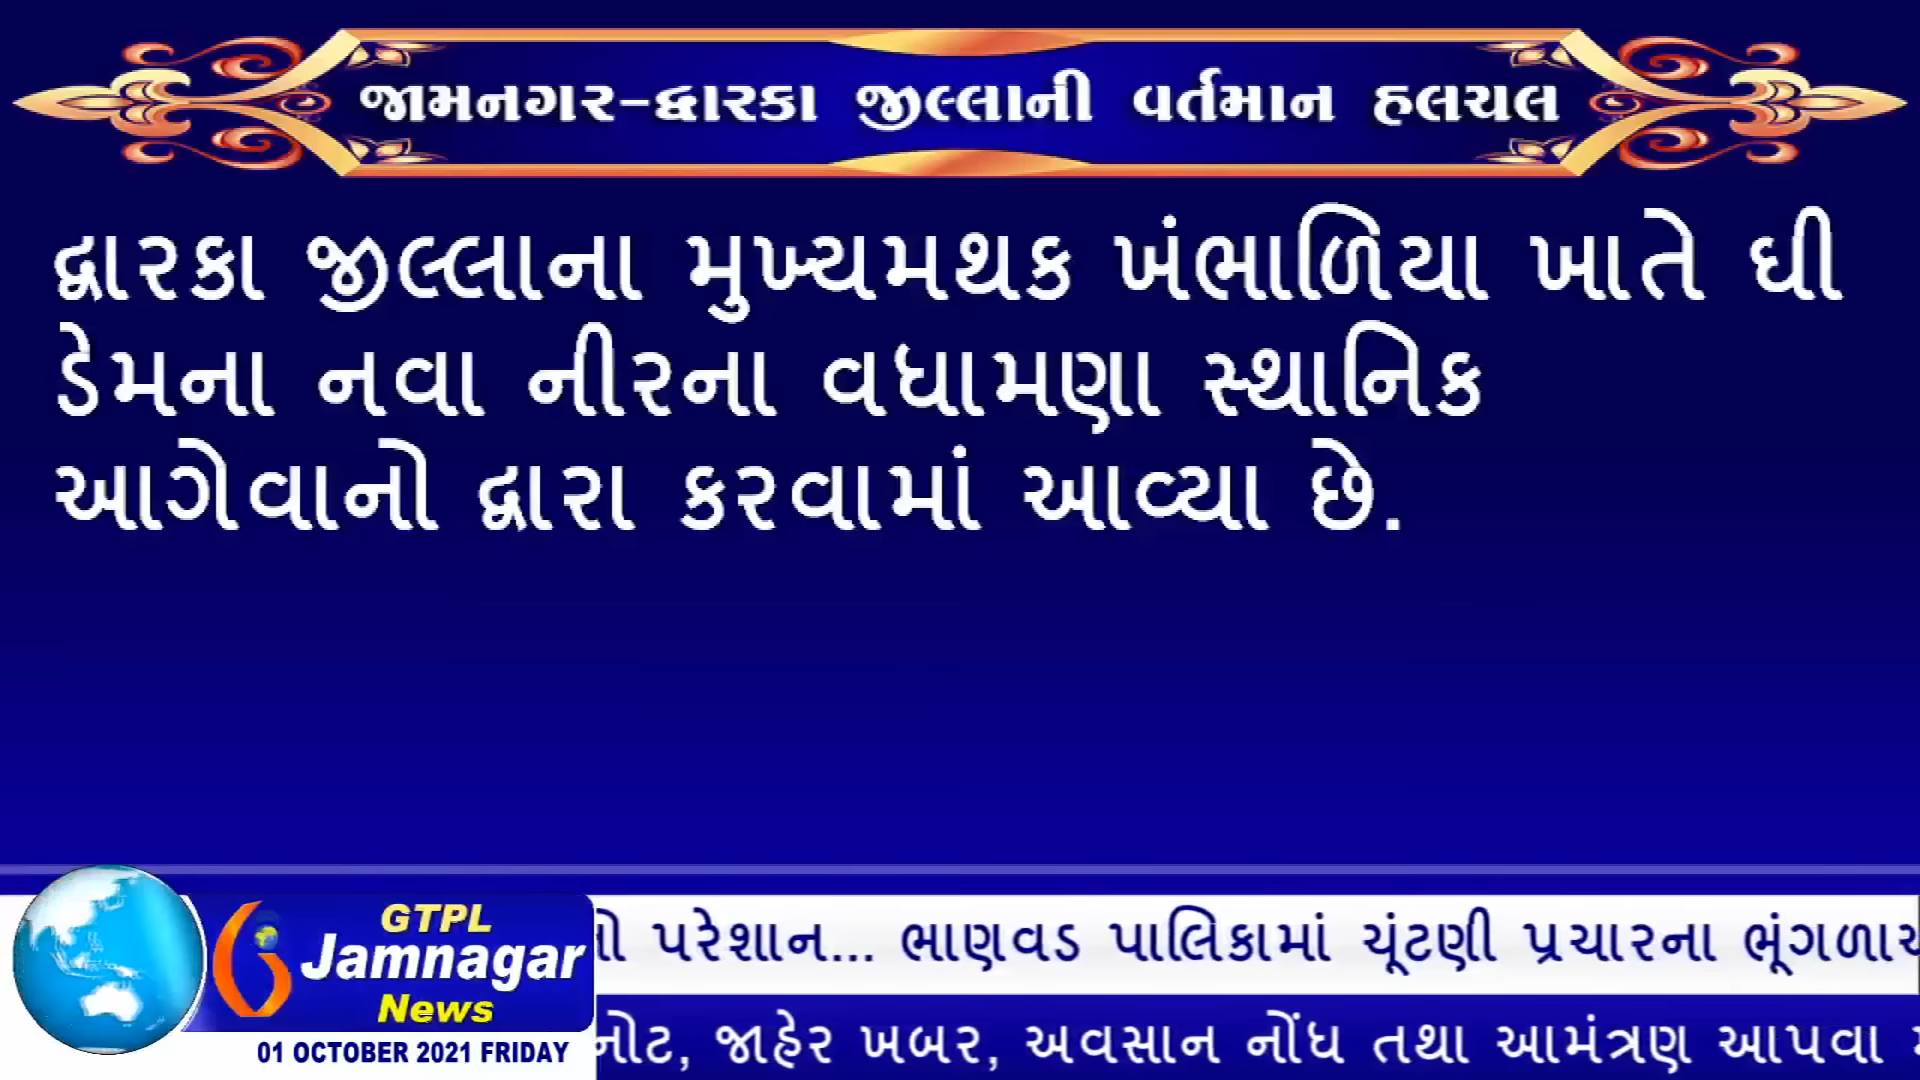 જામનગર-દ્વારકા જીલ્લાની વર્તમાન હલચલ
દ્વારકા જીલ્લાના મુખ્યમથક ખંભાળિયા ખાતે ઘી
ડેમના નવા નીરના વધામણા સ્થાનિક
આગેવાનો દ્વારા કરવામાં આવ્યા છે.
GTPL
Jamnagar
News
01 OCTOBER 2021 FRIDAY
પરેશાન... ભાણવડ પાલિકામાં ચૂંટણી પ્રચારના
જાહેર ખબર, અવસાન નોંધ તથા આમંત્રણ આપવા